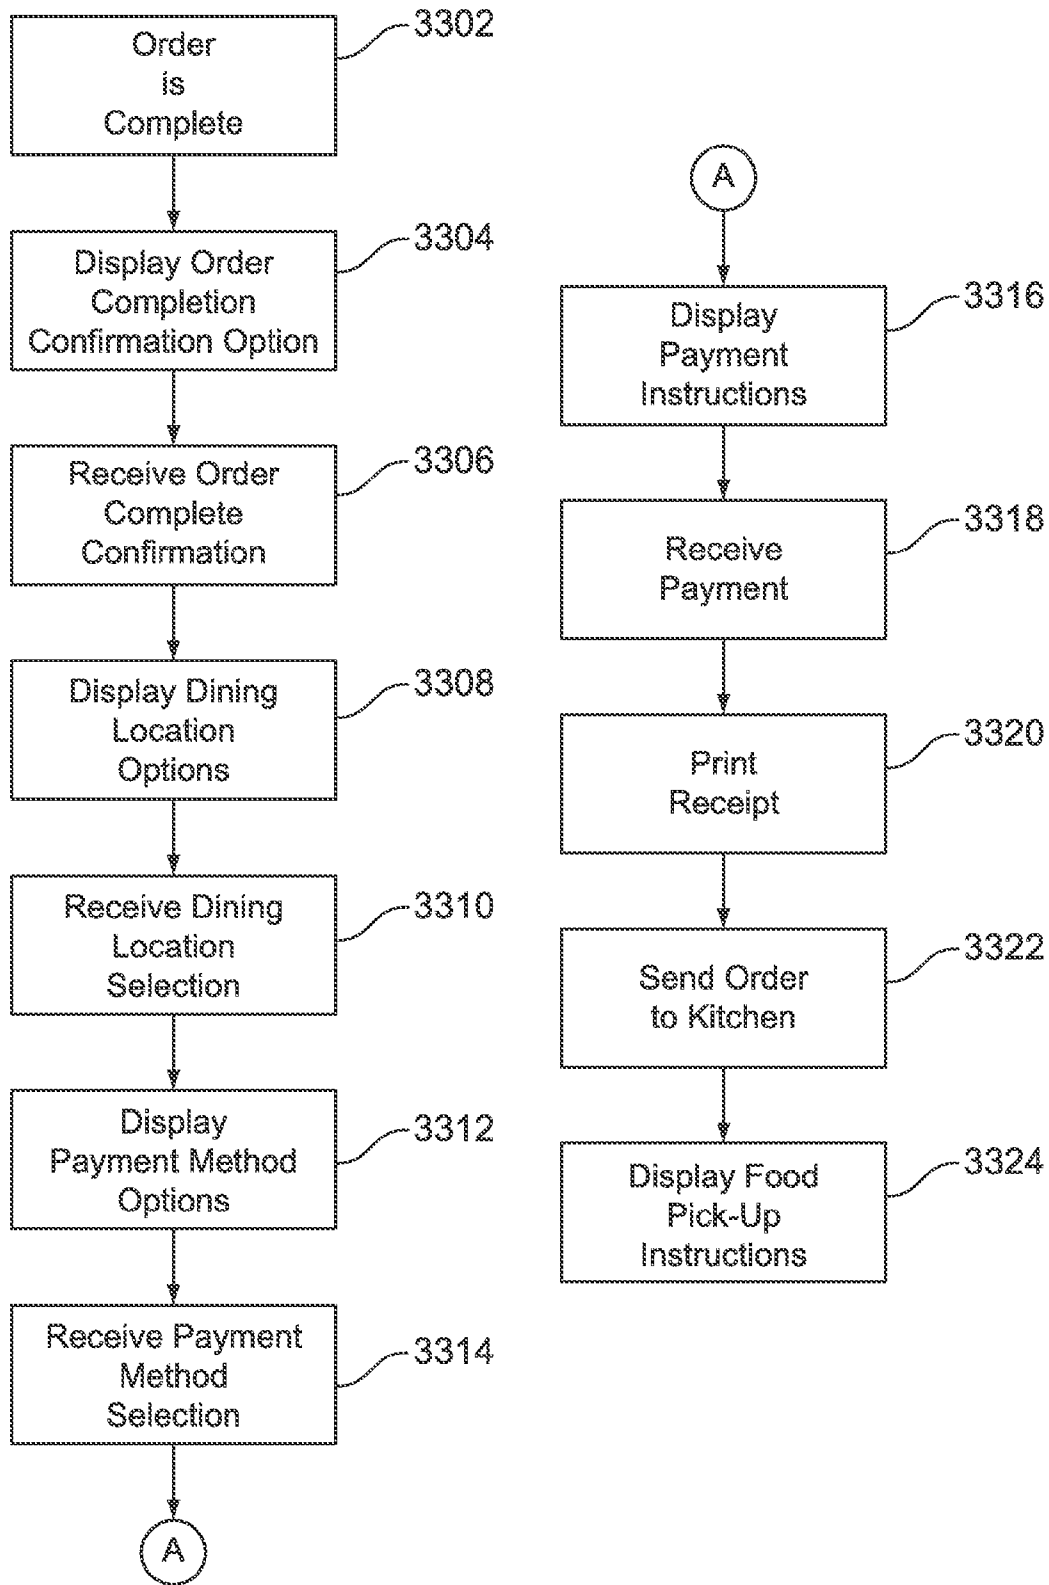 Order
is
Complete
3302
Display Order
Completion
Confirmation Option
3304
Receive Order
Complete
Confirmation
3306
Display Dining
Location
Options
3308
Receive Dining
Location
Selection
3310
Display
Payment Method
Options
3312
Receive Payment
Method
Selection
3314
A
A
Display
Payment
Instructions
3316
Receive
Payment
3318
Print
Receipt
3320
Send Order
to Kitchen
3322
Display Food
Pick-Up
Instructions
3324